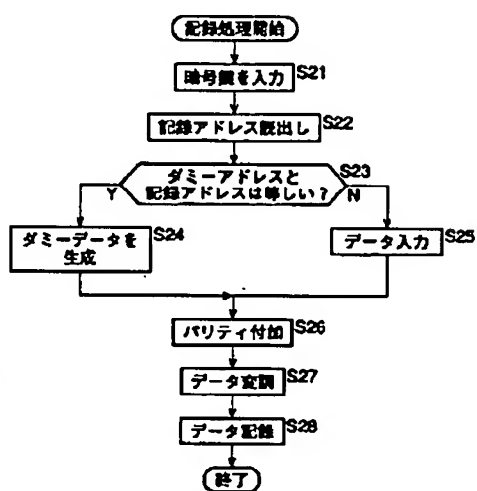 記録処理開始
暗号鍵を入力 S21
記録アドレス読出し S22
ダミーアドレスと
記録アドレスは等しい? S23
Y N
ダミーデータを
生成 S24
データ入力 S25
パリティ付加 S26
データ変調 S27
データ記録 S28
終了